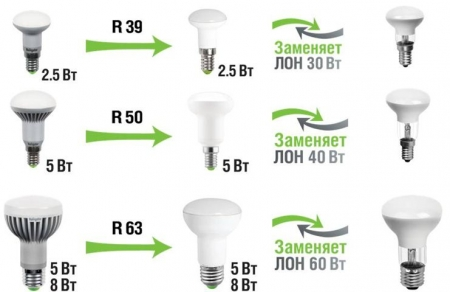 R 39
2.5 Вт
2.5 Вт
Заменяет
ЛОН 30 Вт
R 50
5 Вт
5 Вт
Заменяет
ЛОН 40 Вт
R 63
5 Вт
8 Вт
5 Вт
8 Вт
Заменяет
ЛОН 60 Вт